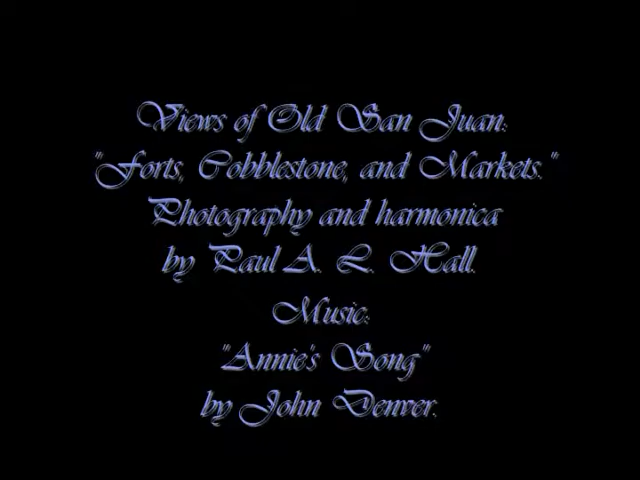 Views of Old San Juan:
"Forts, Cobblestone, and Markets."
Photography and harmonica
by Paul A. L. Hall.
Music:
"Annie's Song"
by John Denver.